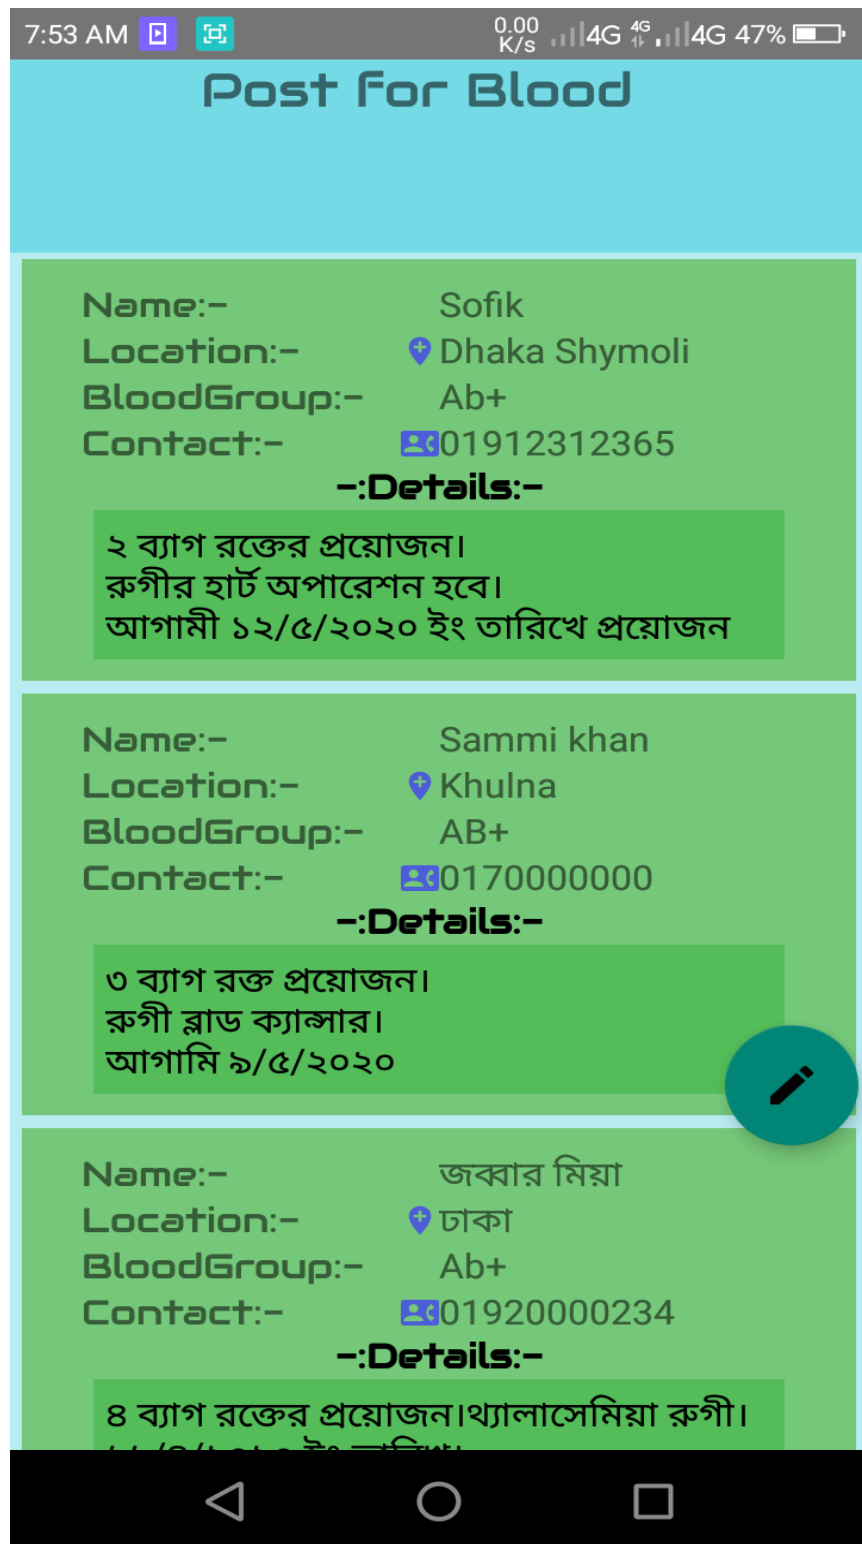 7:53 AM 0.00 K/s 4G 4G 4G 47%
Post for Blood
Name:- Sofik
Location:- Dhaka Shymoli
BloodGroup:- Ab+
Contact:- 01912312365
-:Details:-
২ ব্যাগ রক্তের প্রয়োজন।
রুগীর হার্ট অপারেশন হবে।
আগামী ১২/৫/২০২০ ইং তারিখে প্রয়োজন
Name:- Sammi khan
Location:- Khulna
BloodGroup:- AB+
Contact:- 0170000000
-:Details:-
৩ ব্যাগ রক্ত প্রয়োজন।
রুগী ব্লাড ক্যান্সার।
আগামি ৯/৫/২০২০
Name:- জব্বার মিয়া
Location:- ঢাকা
BloodGroup:- Ab+
Contact:- 01920000234
-:Details:-
৪ ব্যাগ রক্তের প্রয়োজন।থ্যালাসেমিয়া রুগী।